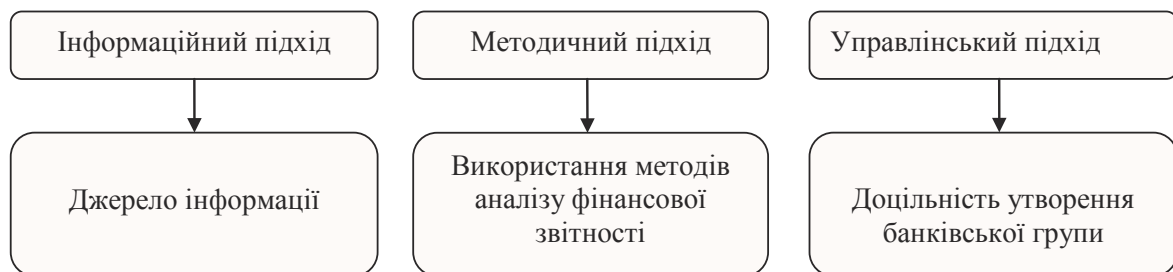 Інформаційний підхід
Методичний підхід
Управлінський підхід
Джерело інформації
Використання методів
аналізу фінансової
звітності
Доцільність утворення
банківської групи